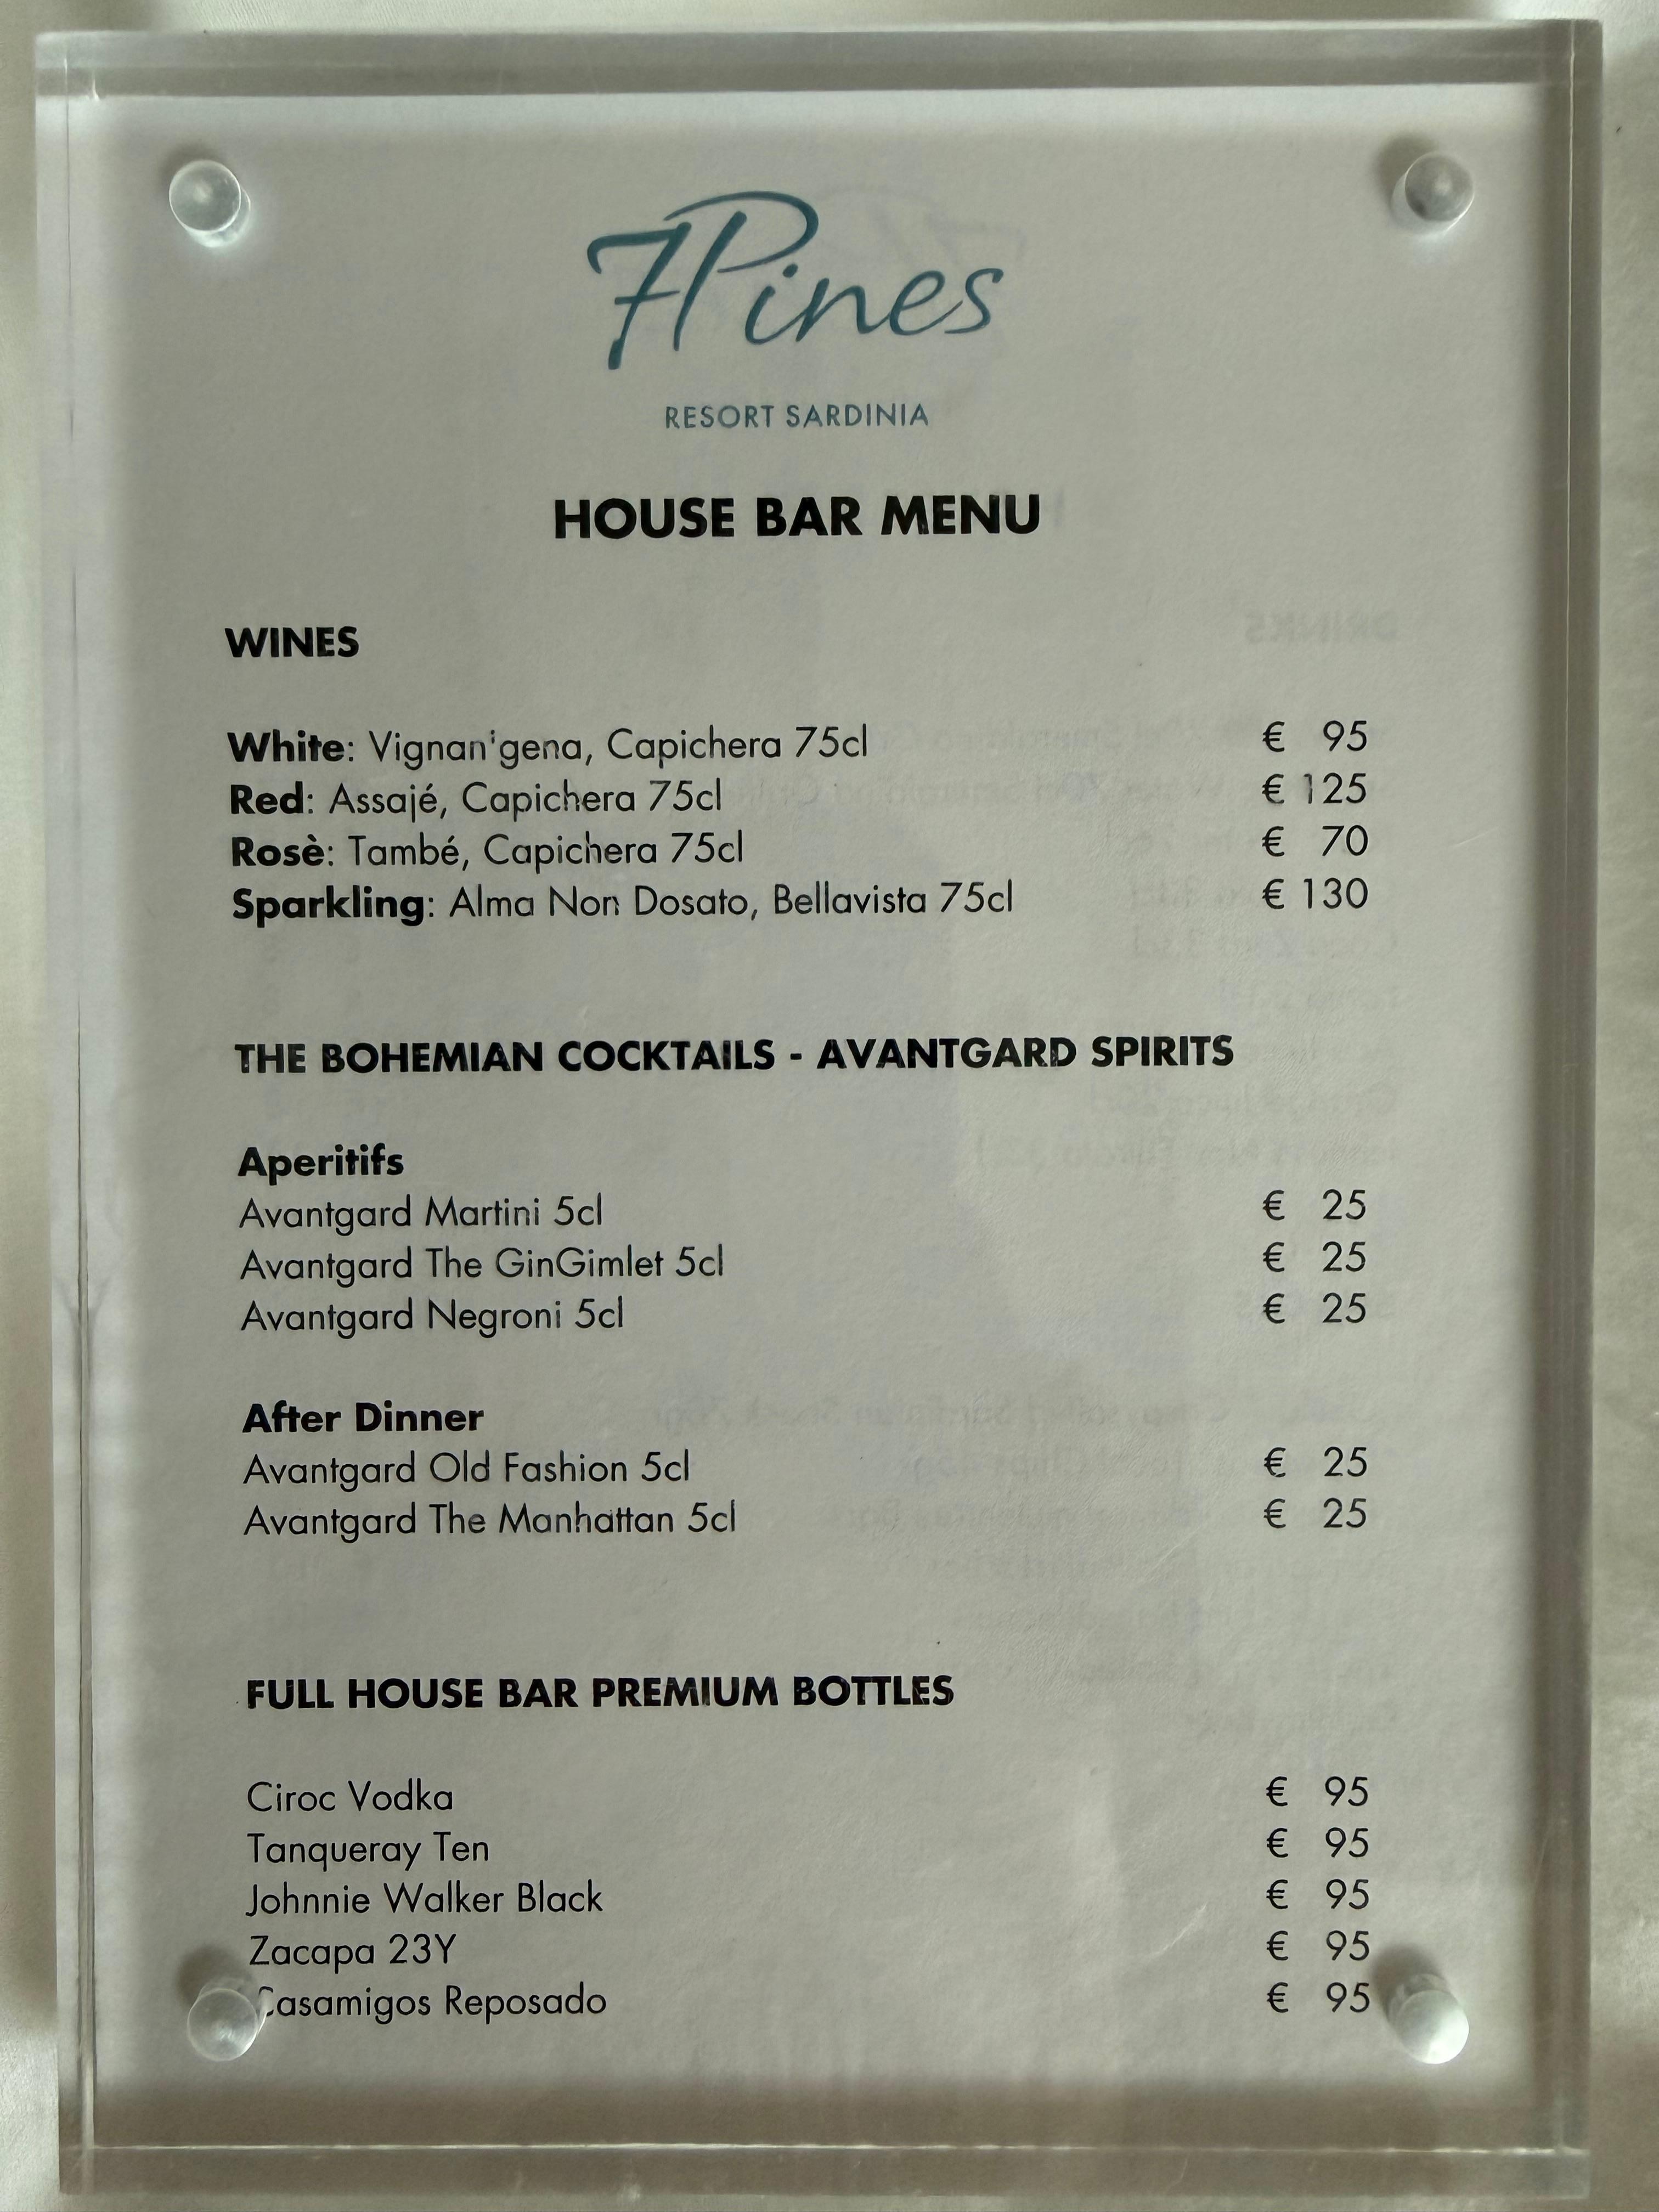 7Pines
RESORT SARDINIA
HOUSE BAR MENU
WINES
White: Vignan'gena, Capichera 75cl € 95
Red: Assajé, Capichera 75cl € 125
Rosè: També, Capichera 75cl € 70
Sparkling: Alma Non Dosato, Bellavista 75cl € 130
THE BOHEMIAN COCKTAILS - AVANTGARD SPIRITS
Aperitifs
Avantgard Martini 5cl € 25
Avantgard The GinGimlet 5cl € 25
Avantgard Negroni 5cl € 25
After Dinner
Avantgard Old Fashion 5cl € 25
Avantgard The Manhattan 5cl € 25
FULL HOUSE BAR PREMIUM BOTTLES
Ciroc Vodka € 95
Tanqueray Ten € 95
Johnnie Walker Black € 95
Zacapa 23Y € 95
Casamigos Reposado € 95